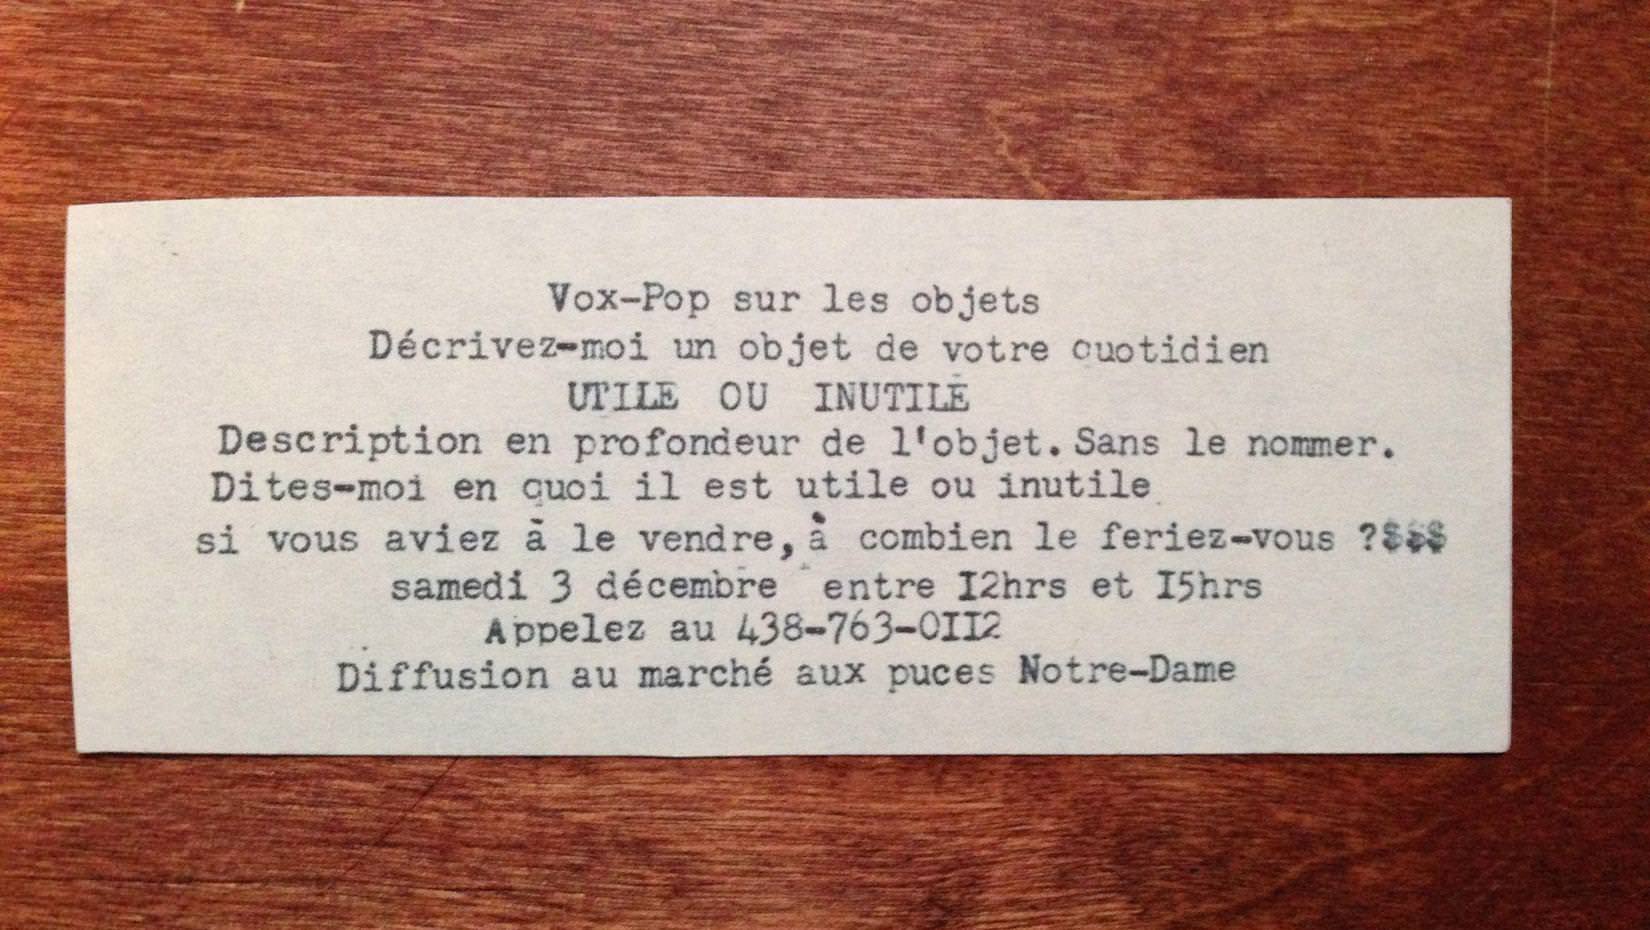 Vox-Pop sur les objets
Décrivez-moi un objet de votre quotidien
UTILE OU INUTILE
Description en profondeur de l'objet. Sans le nommer.
Dites-moi en quoi il est utile ou inutile
si vous aviez à le vendre, à combien le feriez-vous ?$$$
samedi 3 décembre entre I2hrs et I5hrs
Appelez au 438-763-OII2
Diffusion au marché aux puces Notre-Dame